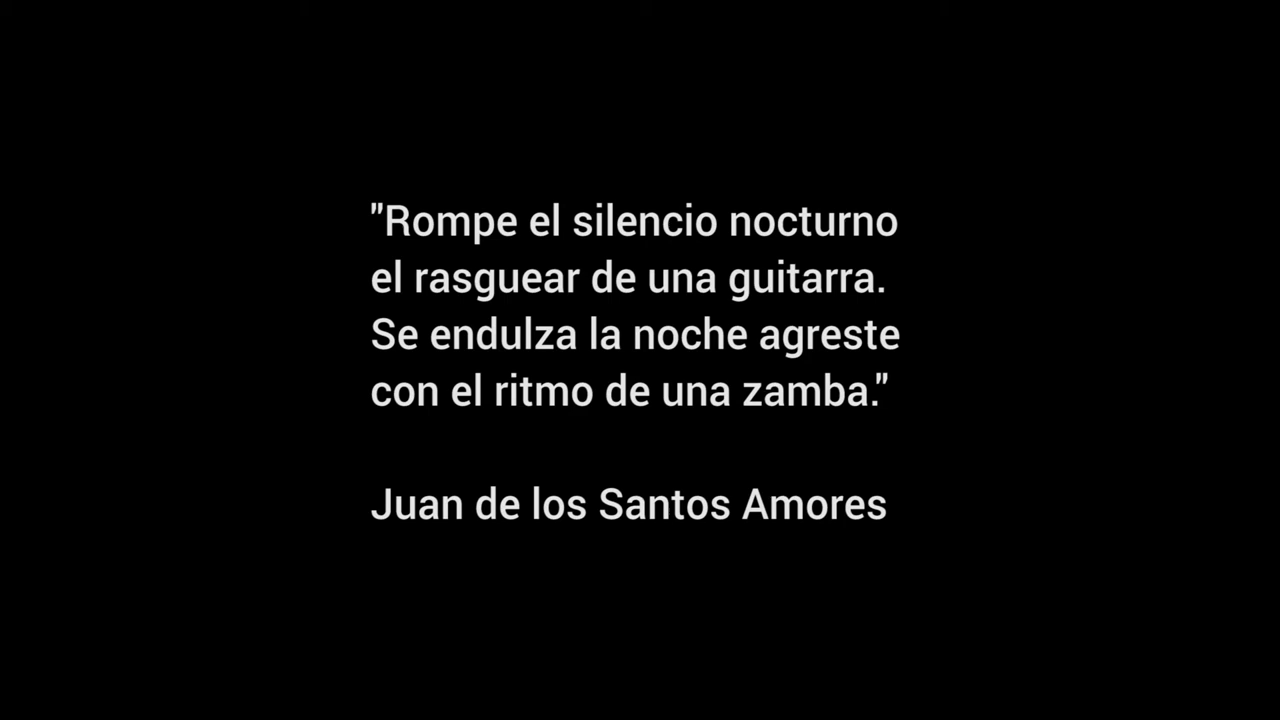 "Rompe el silencio nocturno
el rasguear de una guitarra.
Se endulza la noche agreste
con el ritmo de una zamba."
Juan de los Santos Amores